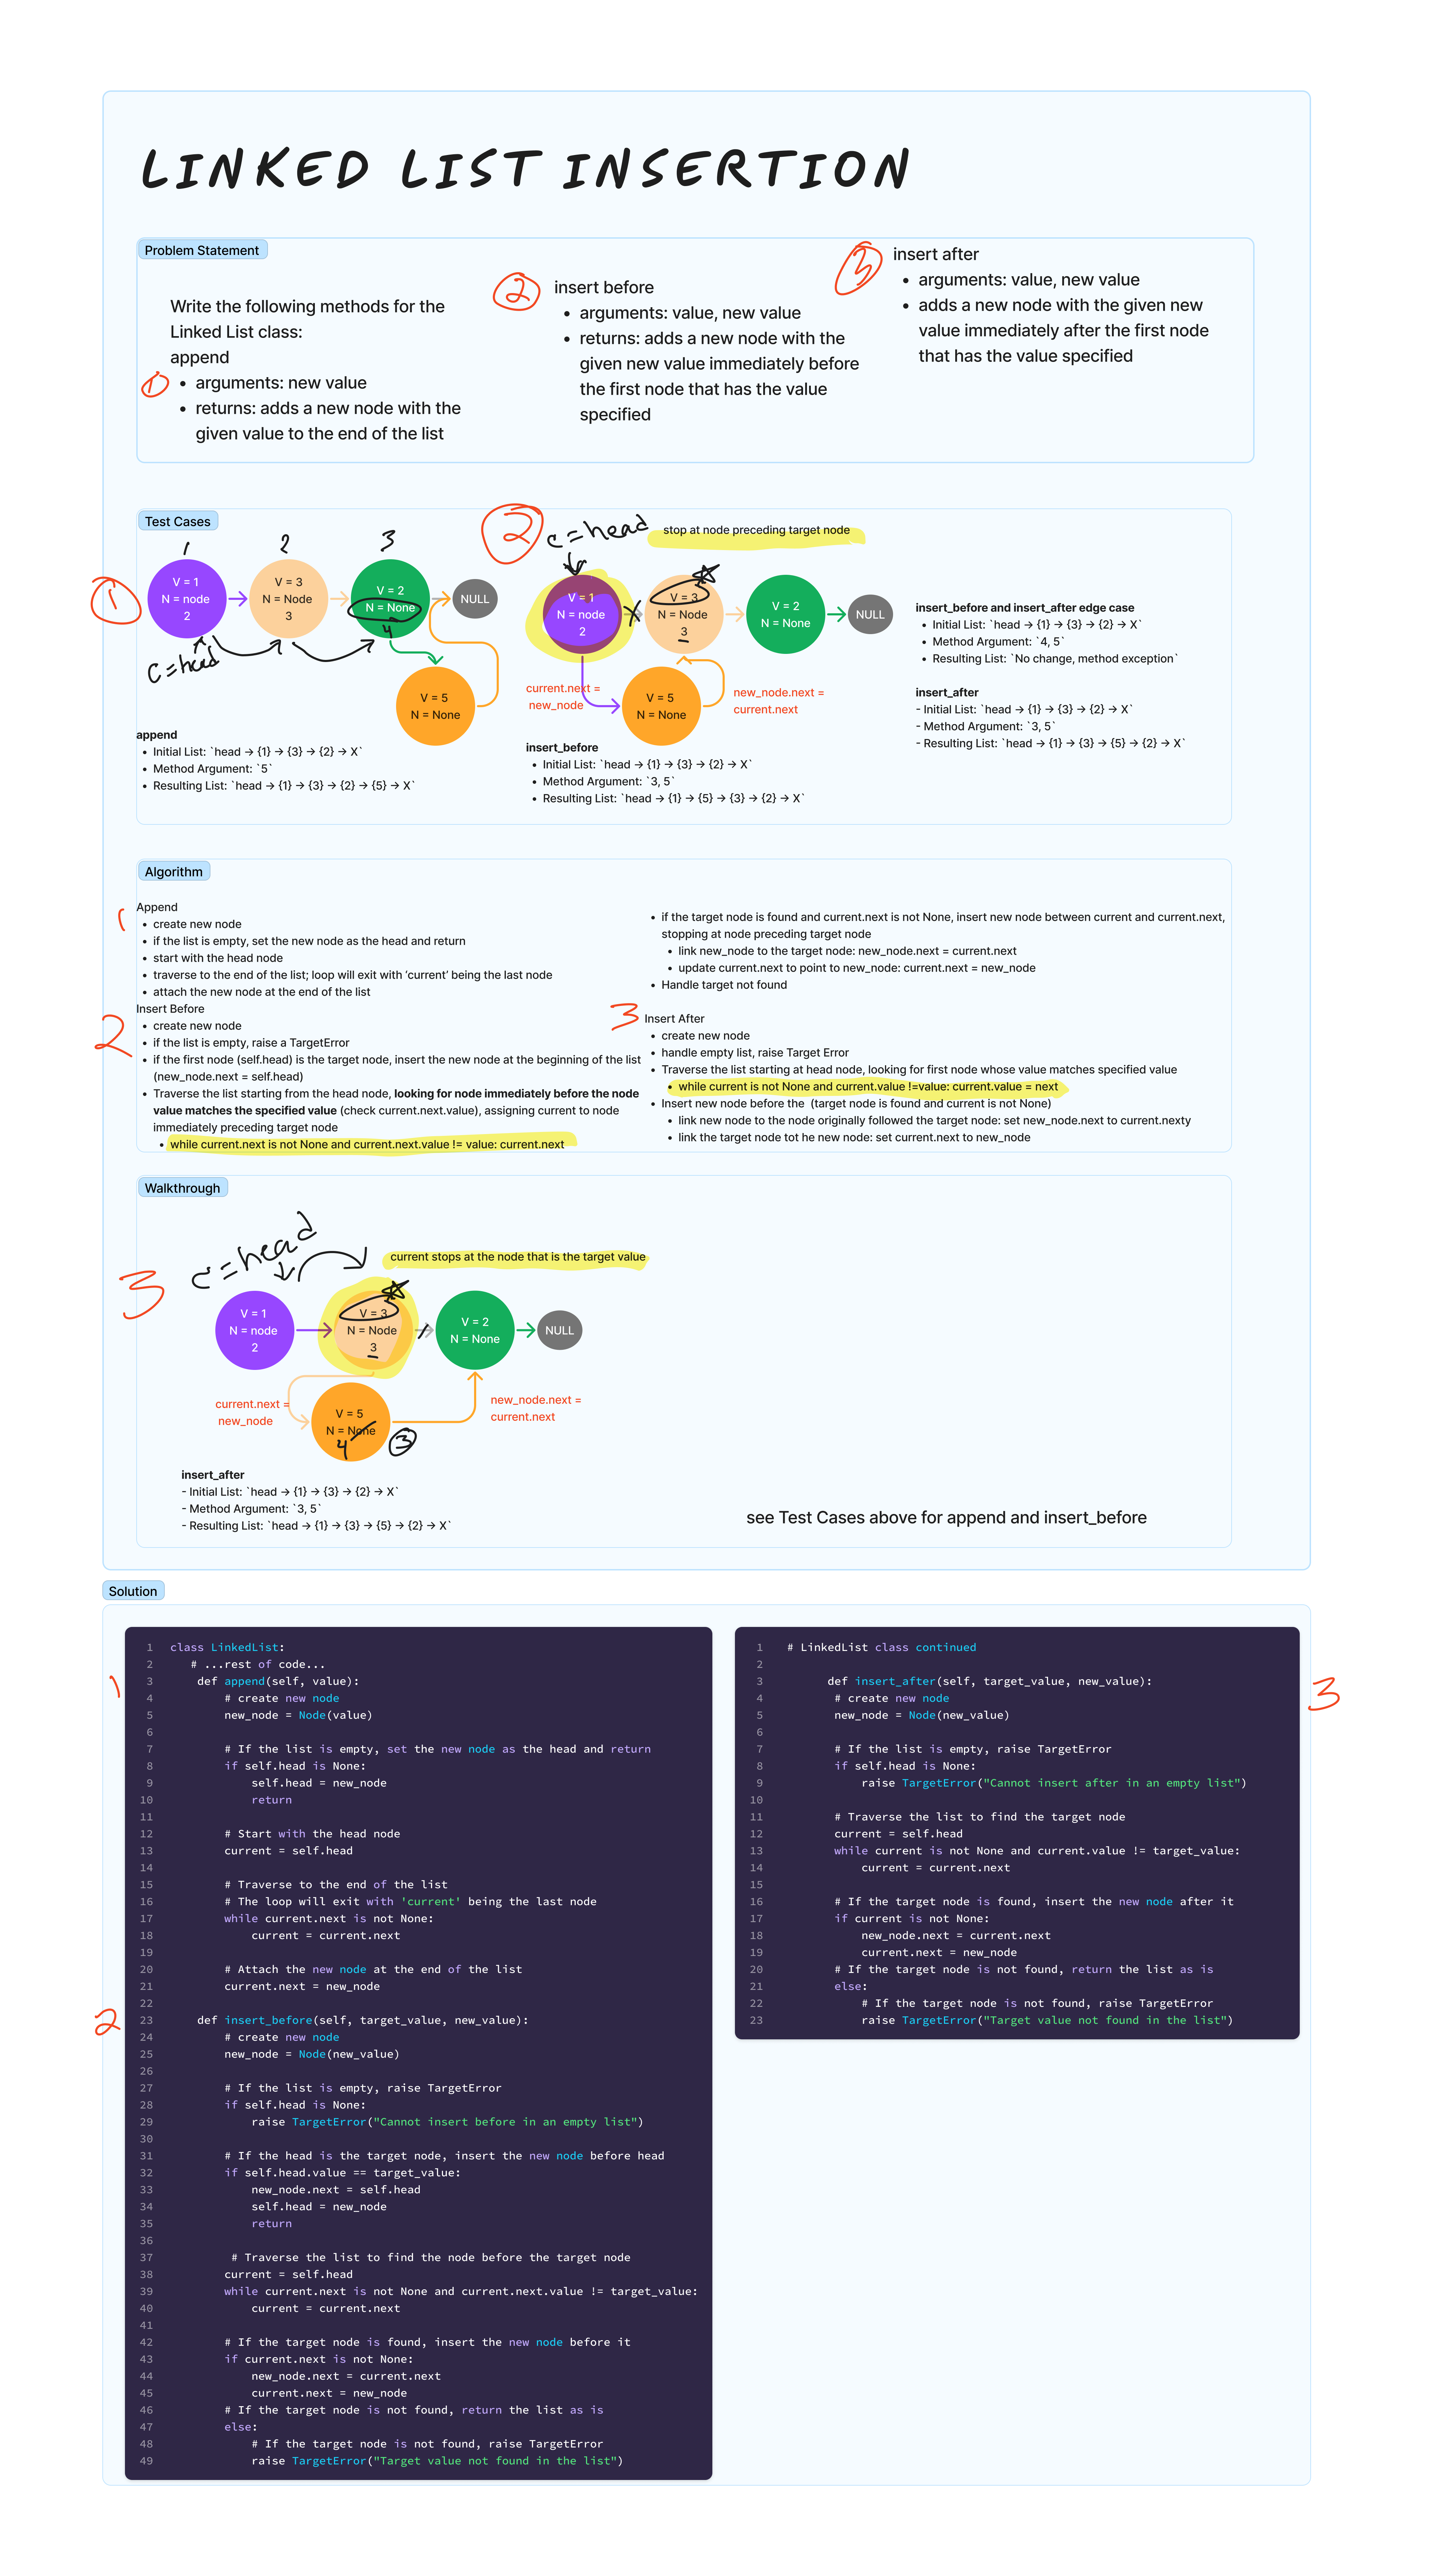 LINKED LIST INSERTION
Problem Statement
Write the following methods for the
Linked List class:
append
1
• arguments: new value
• returns: adds a new node with the
given value to the end of the list
2
insert before
• arguments: value, new value
• returns: adds a new node with the
given new value immediately before
the first node that has the value
specified
3
insert after
• arguments: value, new value
• adds a new node with the given new
value immediately after the first node
that has the value specified
Test Cases
1
1 2 3
V = 1
N = node
2
V = 3
N = Node
3
V = 2
N = None
4
NULL
C = head
V = 5
N = None
append
• Initial List: `head -> {1} -> {3} -> {2} -> X`
• Method Argument: `5`
• Resulting List: `head -> {1} -> {3} -> {2} -> {5} -> X`
2
C = head
stop at node preceding target node
V = 1
N = node
2
X
V = 3
N = Node
3
V = 2
N = None
NULL
current.next =
new_node
V = 5
N = None
new_node.next =
current.next
insert_before
• Initial List: `head -> {1} -> {3} -> {2} -> X`
• Method Argument: `3, 5`
• Resulting List: `head -> {1} -> {5} -> {3} -> {2} -> X`
insert_before and insert_after edge case
• Initial List: `head -> {1} -> {3} -> {2} -> X`
• Method Argument: `4, 5`
• Resulting List: `No change, method exception`
insert_after
- Initial List: `head -> {1} -> {3} -> {2} -> X`
- Method Argument: `3, 5`
- Resulting List: `head -> {1} -> {3} -> {5} -> {2} -> X`
Algorithm
1
Append
• create new node
• if the list is empty, set the new node as the head and return
• start with the head node
• traverse to the end of the list; loop will exit with ‘current’ being the last node
• attach the new node at the end of the list
2
Insert Before
• create new node
• if the list is empty, raise a TargetError
• if the first node (self.head) is the target node, insert the new node at the beginning of the list
(new_node.next = self.head)
• Traverse the list starting from the head node, looking for node immediately before the node
value matches the specified value (check current.next.value), assigning current to node
immediately preceding target node
• while current.next is not None and current.next.value != value: current.next
• if the target node is found and current.next is not None, insert new node between current and current.next,
stopping at node preceding target node
• link new_node to the target node: new_node.next = current.next
• update current.next to point to new_node: current.next = new_node
• Handle target not found
3
Insert After
• create new node
• handle empty list, raise Target Error
• Traverse the list starting at head node, looking for first node whose value matches specified value
• while current is not None and current.value !=value: current.value = next
• Insert new node before the (target node is found and current is not None)
• link new node to the node originally followed the target node: set new_node.next to current.nexty
• link the target node tot he new node: set current.next to new_node
Walkthrough
3
C = head
current stops at the node that is the target value
V = 1
N = node
2
V = 3
N = Node
3
V = 2
N = None
NULL
current.next =
new_node
V = 5
N = None
4
3
new_node.next =
current.next
insert_after
- Initial List: `head -> {1} -> {3} -> {2} -> X`
- Method Argument: `3, 5`
- Resulting List: `head -> {1} -> {3} -> {5} -> {2} -> X`
see Test Cases above for append and insert_before
Solution
1
1 class LinkedList:
2 # ...rest of code...
3 def append(self, value):
4 # create new node
5 new_node = Node(value)
6
7 # If the list is empty, set the new node as the head and return
8 if self.head is None:
9 self.head = new_node
10 return
11
12 # Start with the head node
13 current = self.head
14
15 # Traverse to the end of the list
16 # The loop will exit with 'current' being the last node
17 while current.next is not None:
18 current = current.next
19
20 # Attach the new node at the end of the list
21 current.next = new_node
22
2
23 def insert_before(self, target_value, new_value):
24 # create new node
25 new_node = Node(new_value)
26
27 # If the list is empty, raise TargetError
28 if self.head is None:
29 raise TargetError("Cannot insert before in an empty list")
30
31 # If the head is the target node, insert the new node before head
32 if self.head.value == target_value:
33 new_node.next = self.head
34 self.head = new_node
35 return
36
37 # Traverse the list to find the node before the target node
38 current = self.head
39 while current.next is not None and current.next.value != target_value:
40 current = current.next
41
42 # If the target node is found, insert the new node before it
43 if current.next is not None:
44 new_node.next = current.next
45 current.next = new_node
46 # If the target node is not found, return the list as is
47 else:
48 # If the target node is not found, raise TargetError
49 raise TargetError("Target value not found in the list")
3
1 # LinkedList class continued
2
3 def insert_after(self, target_value, new_value):
4 # create new node
5 new_node = Node(new_value)
6
7 # If the list is empty, raise TargetError
8 if self.head is None:
9 raise TargetError("Cannot insert after in an empty list")
10
11 # Traverse the list to find the target node
12 current = self.head
13 while current is not None and current.value != target_value:
14 current = current.next
15
16 # If the target node is found, insert the new node after it
17 if current is not None:
18 new_node.next = current.next
19 current.next = new_node
20 # If the target node is not found, return the list as is
21 else:
22 # If the target node is not found, raise TargetError
23 raise TargetError("Target value not found in the list")